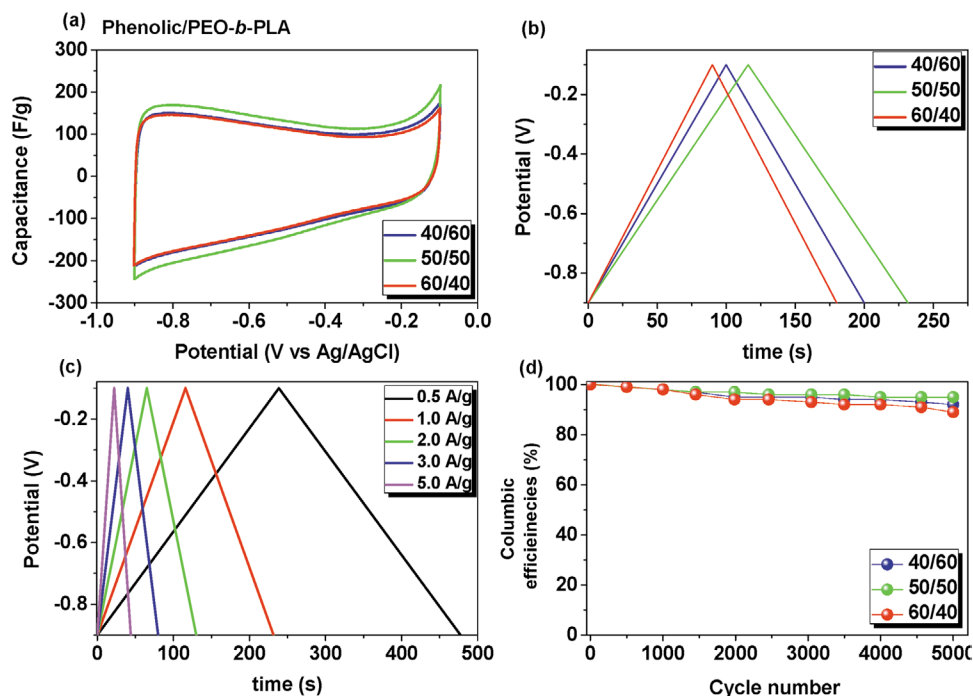 (a)
Phenolic/PEO-b-PLA
300
200
100
0
-100
-200
-300
Capacitance (F/g)
40/60
50/50
60/40
-1.0 -0.8 -0.6 -0.4 -0.2 0.0
Potential (V vs Ag/AgCl)
(b)
40/60
50/50
60/40
-0.2
-0.4
-0.6
-0.8
Potential (V)
0 50 100 150 200 250
time (s)
(c)
0.5 A/g
1.0 A/g
2.0 A/g
3.0 A/g
5.0 A/g
-0.2
-0.4
-0.6
-0.8
Potential (V)
0 100 200 300 400 500
time (s)
(d)
100
80
60
40
20
0
Columbic
efficieinecies (%)
40/60
50/50
60/40
0 1000 2000 3000 4000 5000
Cycle number